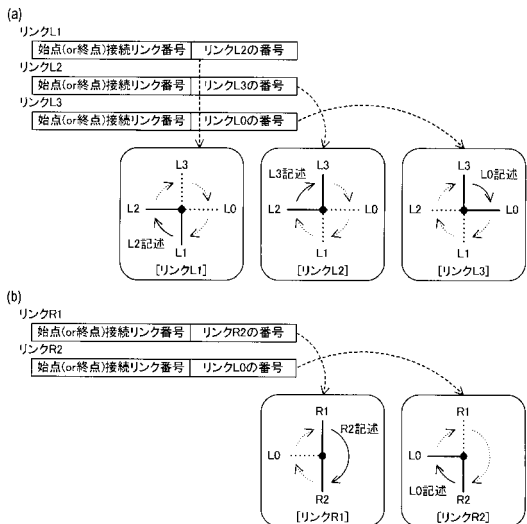 (a)
リンクL1
始点(or終点)接続リンク番号 リンクL2の番号
リンクL2
始点(or終点)接続リンク番号 リンクL3の番号
リンクL3
始点(or終点)接続リンク番号 リンクL0の番号
L3
L2
L0
L2記述
L1
[リンクL1]
L3
L3記述
L2
L0
L1
[リンクL2]
L3
L0記述
L2
L0
L1
[リンクL3]
(b)
リンクR1
始点(or終点)接続リンク番号 リンクR2の番号
リンクR2
始点(or終点)接続リンク番号 リンクL0の番号
R1
R2記述
L0
R2
[リンクR1]
R1
L0
L0記述
R2
[リンクR2]